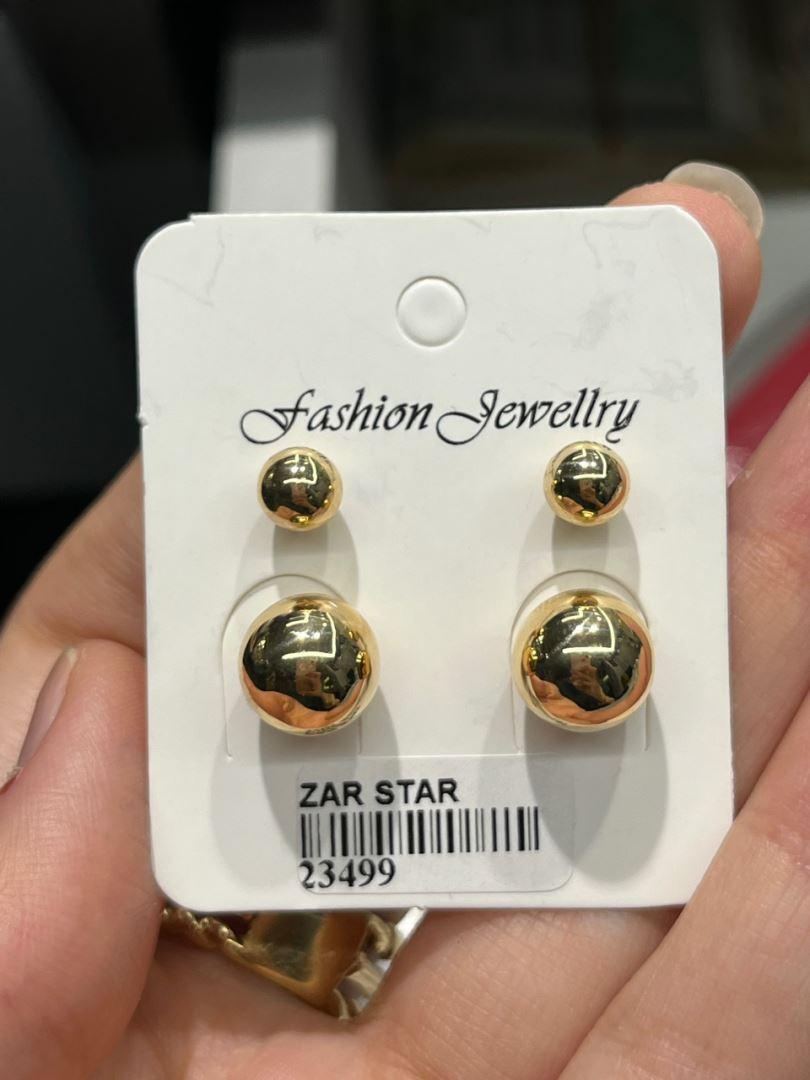 Fashion Jewellry
ZAR STAR
23499